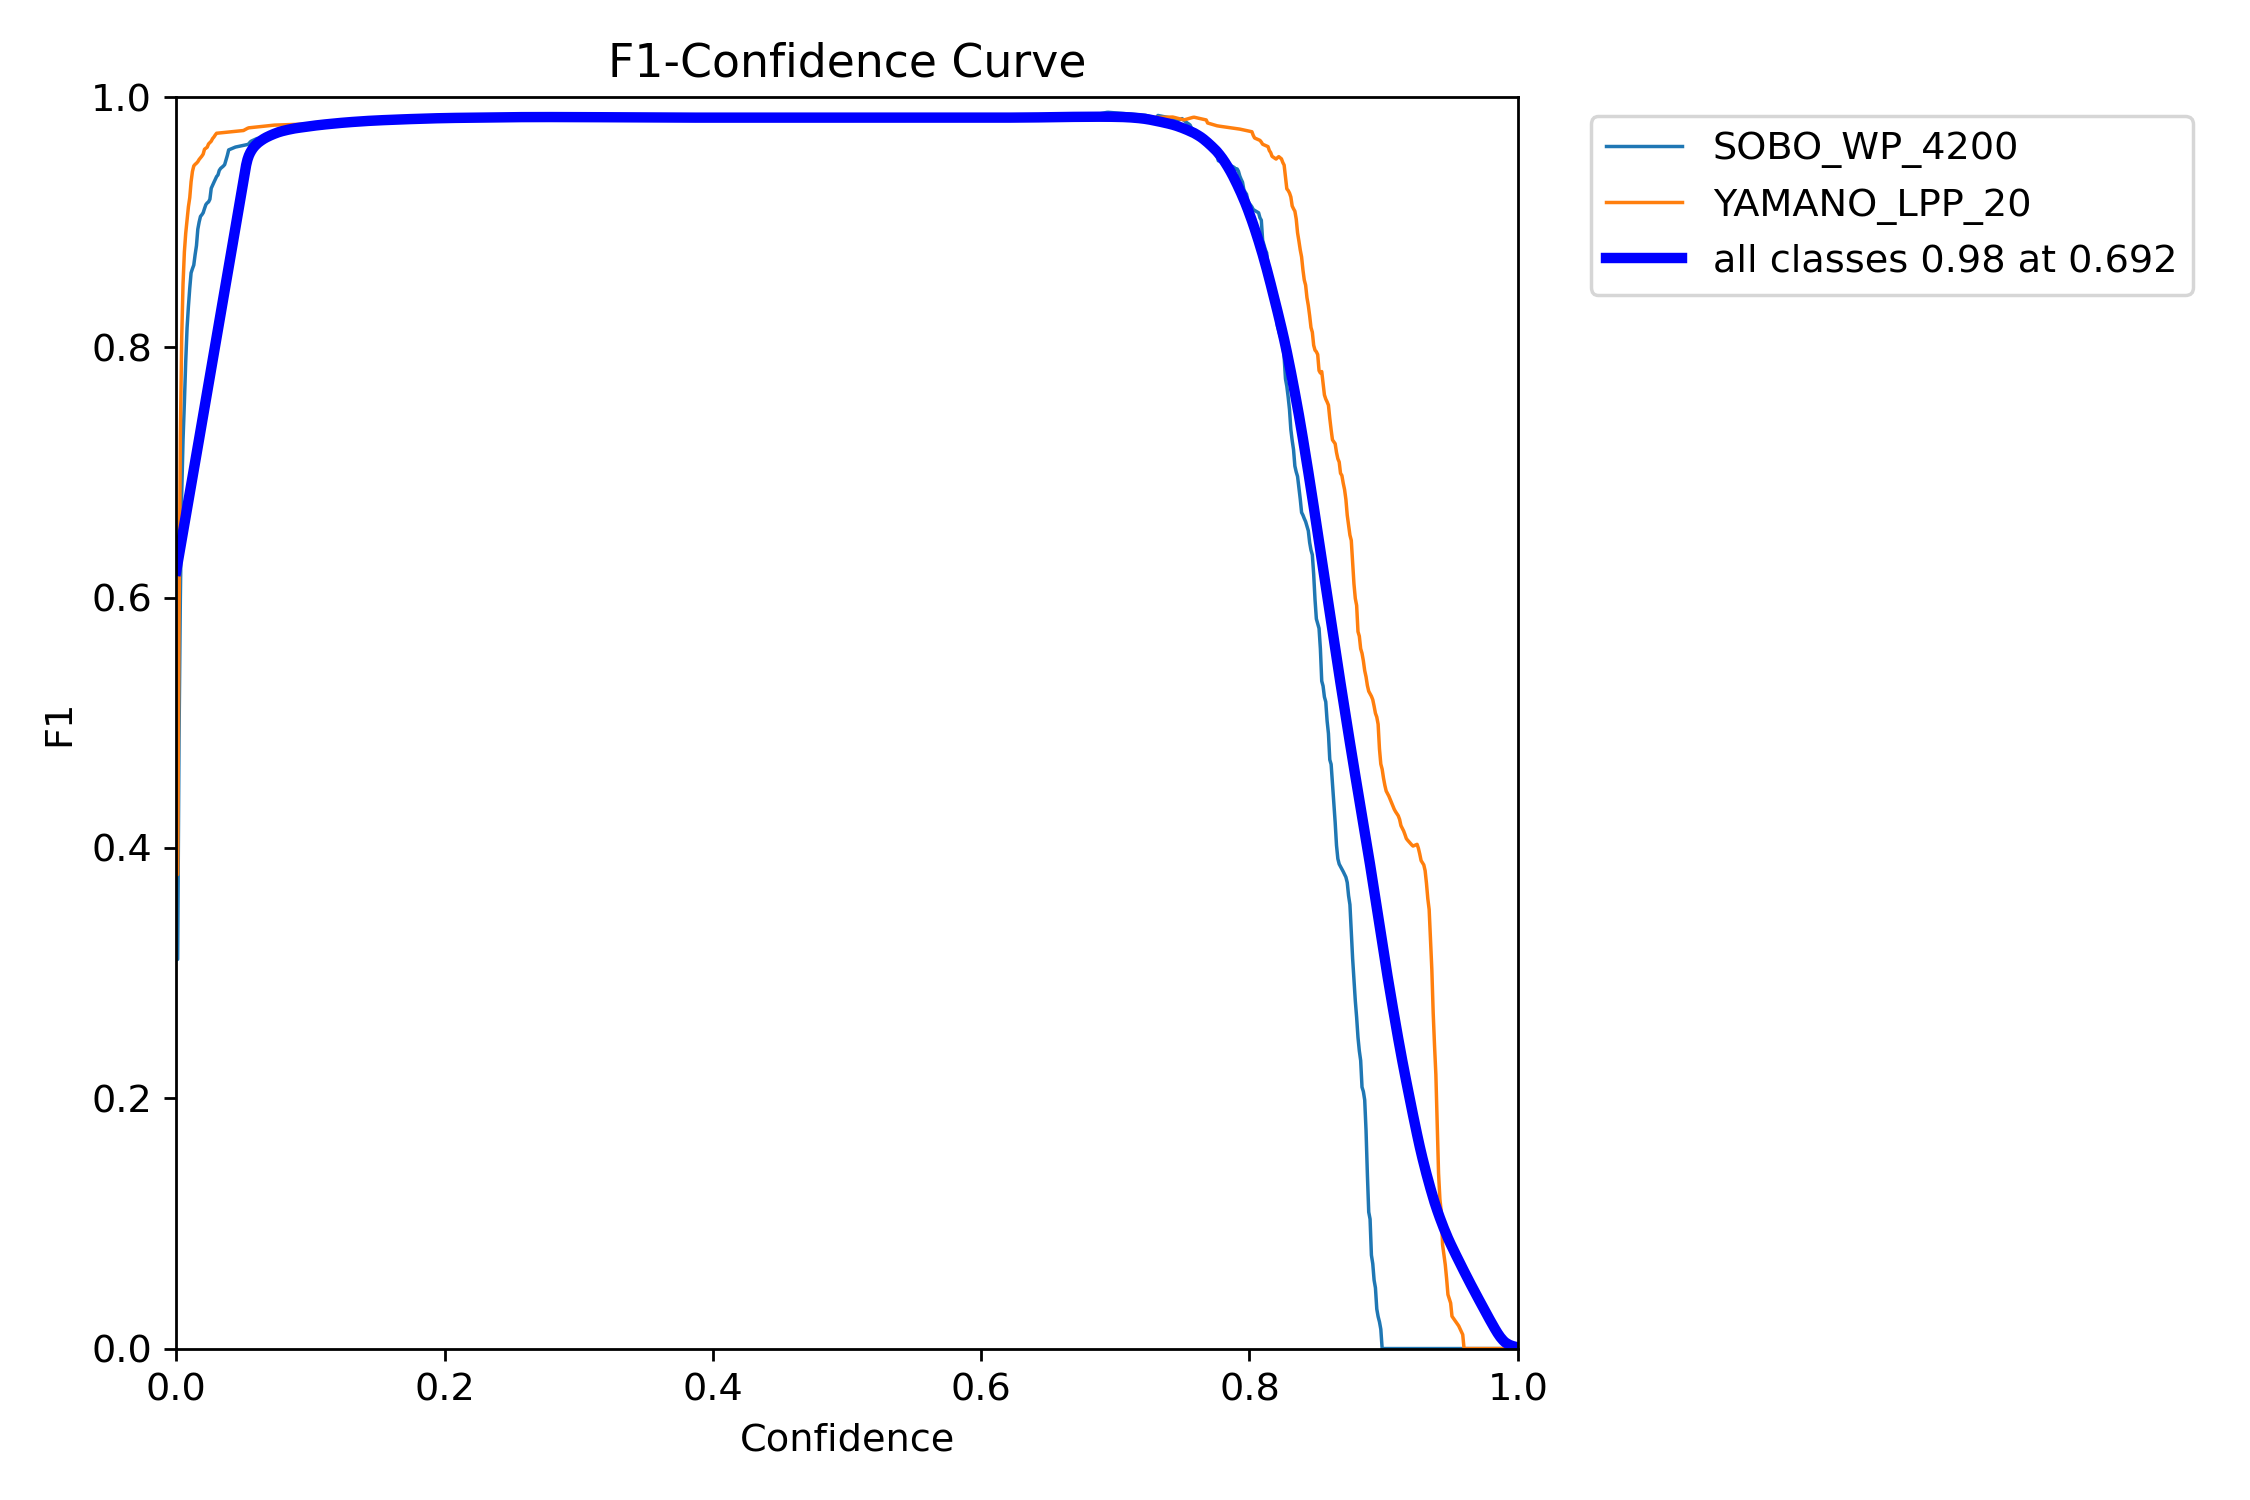 F1-Confidence Curve
SOBO_WP_4200
YAMANO_LPP_20
all classes 0.98 at 0.692
F1
1.0
0.8
0.6
0.4
0.2
0.0
0.0 0.2 0.4 0.6 0.8 1.0
Confidence